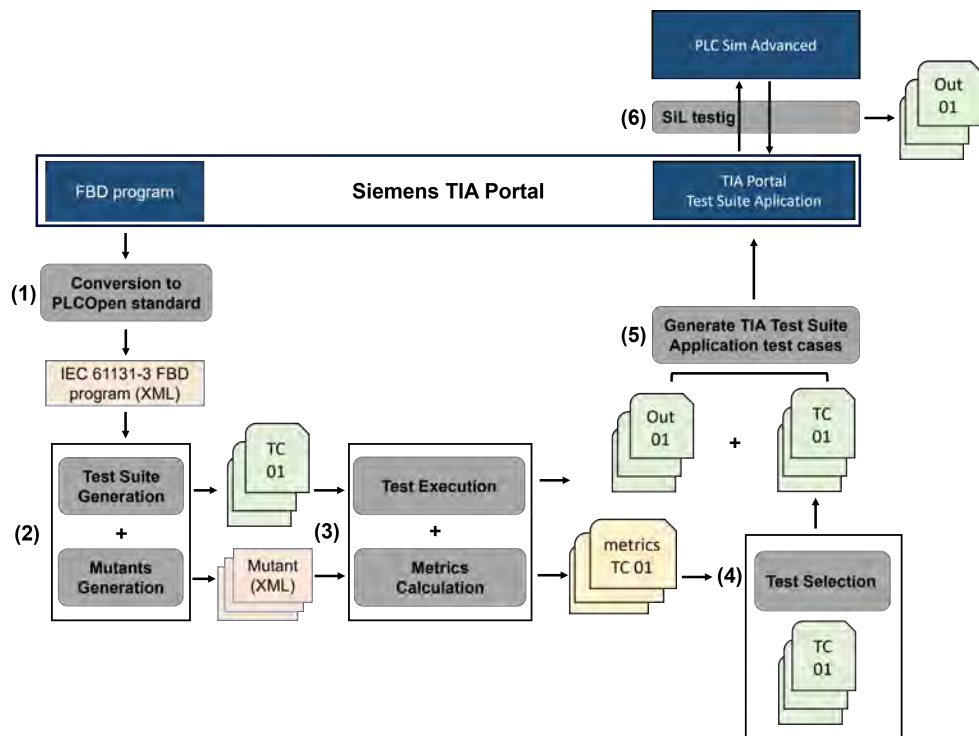 PLC Sim Advanced
(6)
SiL testig
Out
01
FBD program
Siemens TIA Portal
TIA Portal
Test Suite Aplication
(1)
Conversion to
PLCOpen standard
(5)
Generate TIA Test Suite
Application test cases
IEC 61131-3 FBD
program (XML)
TC
01
Out
01
+
TC
01
(2)
Test Suite
Generation
+
Mutants
Generation
Mutant
(XML)
(3)
Test Execution
+
Metrics
Calculation
metrics
TC 01
(4)
Test Selection
TC
01